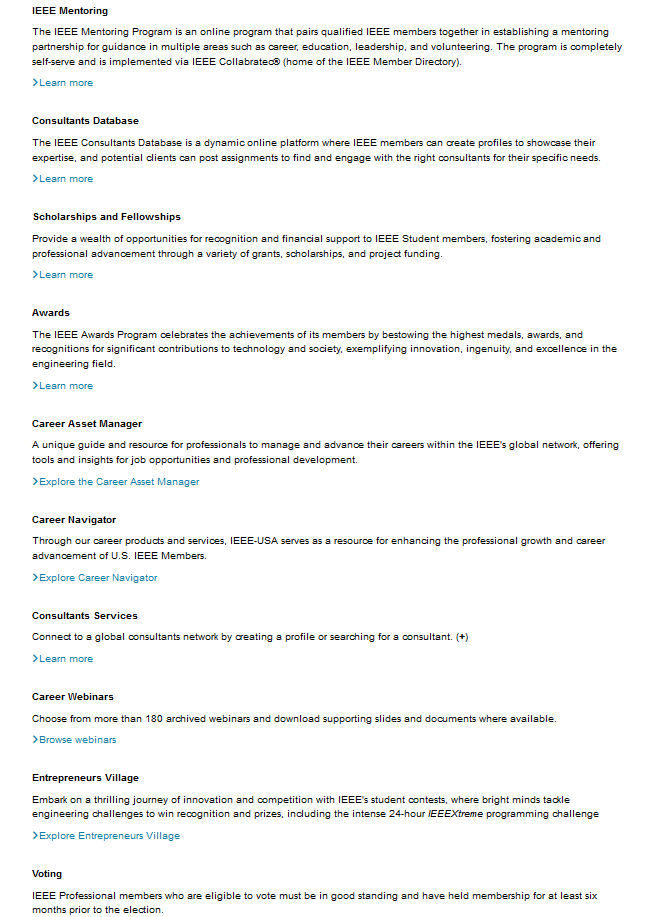 IEEE Mentoring
The IEEE Mentoring Program is an online program that pairs qualified IEEE members together in establishing a mentoring
partnership for guidance in multiple areas such as career, education, leadership, and volunteering. The program is completely
self-serve and is implemented via IEEE Collabratec® (home of the IEEE Member Directory).
>Learn more
Consultants Database
The IEEE Consultants Database is a dynamic online platform where IEEE members can create profiles to showcase their
expertise, and potential clients can post assignments to find and engage with the right consultants for their specific needs.
>Learn more
Scholarships and Fellowships
Provide a wealth of opportunities for recognition and financial support to IEEE Student members, fostering academic and
professional advancement through a variety of grants, scholarships, and project funding.
>Learn more
Awards
The IEEE Awards Program celebrates the achievements of its members by bestowing the highest medals, awards, and
recognitions for significant contributions to technology and society, exemplifying innovation, ingenuity, and excellence in the
engineering field.
>Learn more
Career Asset Manager
A unique guide and resource for professionals to manage and advance their careers within the IEEE's global network, offering
tools and insights for job opportunities and professional development.
>Explore the Career Asset Manager
Career Navigator
Through our career products and services, IEEE-USA serves as a resource for enhancing the professional growth and career
advancement of U.S. IEEE Members.
>Explore Career Navigator
Consultants Services
Connect to a global consultants network by creating a profile or searching for a consultant. (+)
>Learn more
Career Webinars
Choose from more than 180 archived webinars and download supporting slides and documents where available.
>Browse webinars
Entrepreneurs Village
Embark on a thrilling journey of innovation and competition with IEEE's student contests, where bright minds tackle
engineering challenges to win recognition and prizes, including the intense 24-hour IEEEXtreme programming challenge
>Explore Entrepreneurs Village
Voting
IEEE Professional members who are eligible to vote must be in good standing and have held membership for at least six
months prior to the election.